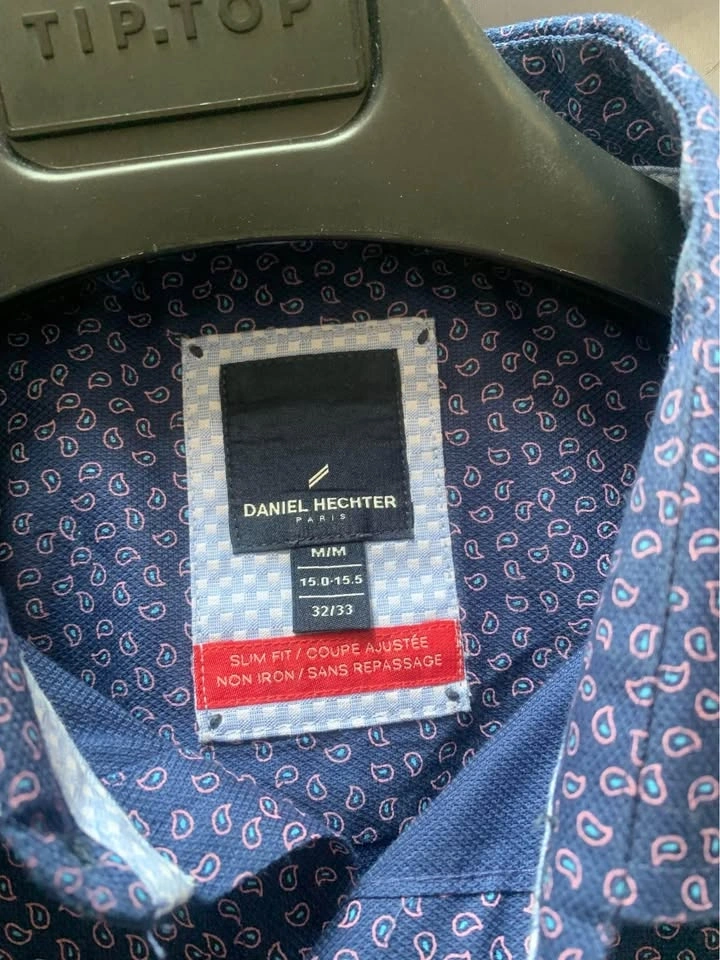 TIP.TOP
DANIEL HECHTER
PARIS
M/M
15.0-15.5
32/33
SLIM FIT / COUPE AJUSTÉE
NON IRON / SANS REPASSAGE